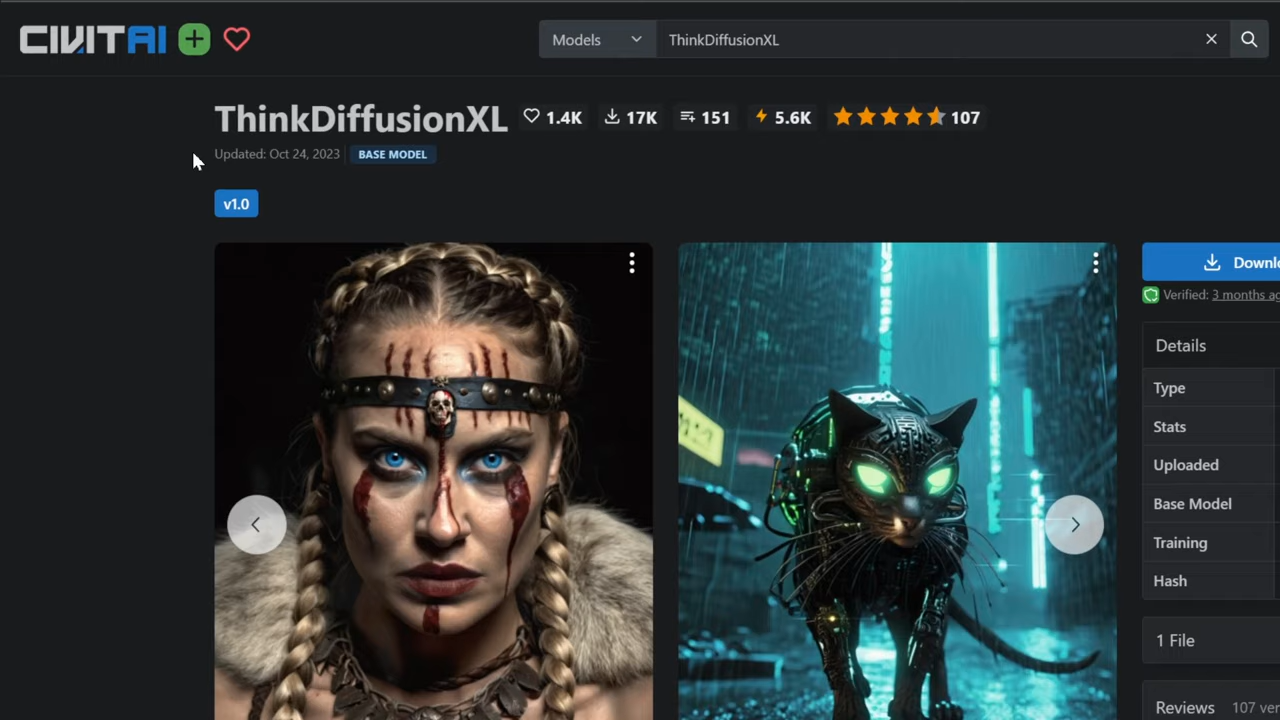 CIVITAI
Models
ThinkDiffusionXL
ThinkDiffusionXL 1.4K 17K 151 5.6K 107
Updated: Oct 24, 2023 BASE MODEL
v1.0
Downlo
Verified: 3 months ag
Details
Type
Stats
Uploaded
Base Model
Training
Hash
1 File
Reviews 107 ver